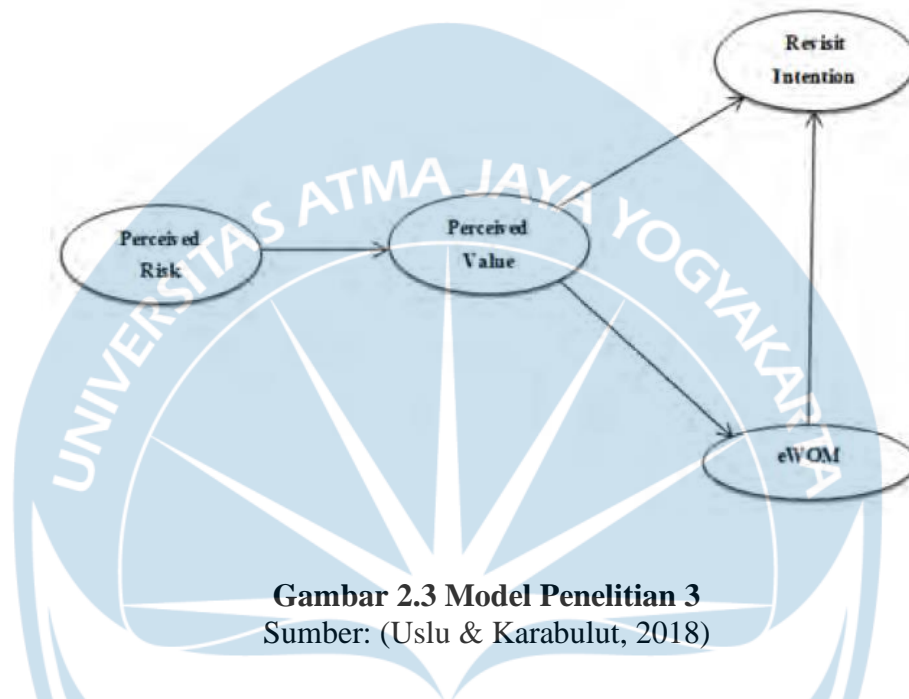 Revisit
Intention
UNIVERSITAS ATMA JAYA YOGYAKARTA
Perceived
Risk
Perceived
Value
eWOM
Gambar 2.3 Model Penelitian 3
Sumber: (Uslu & Karabulut, 2018)